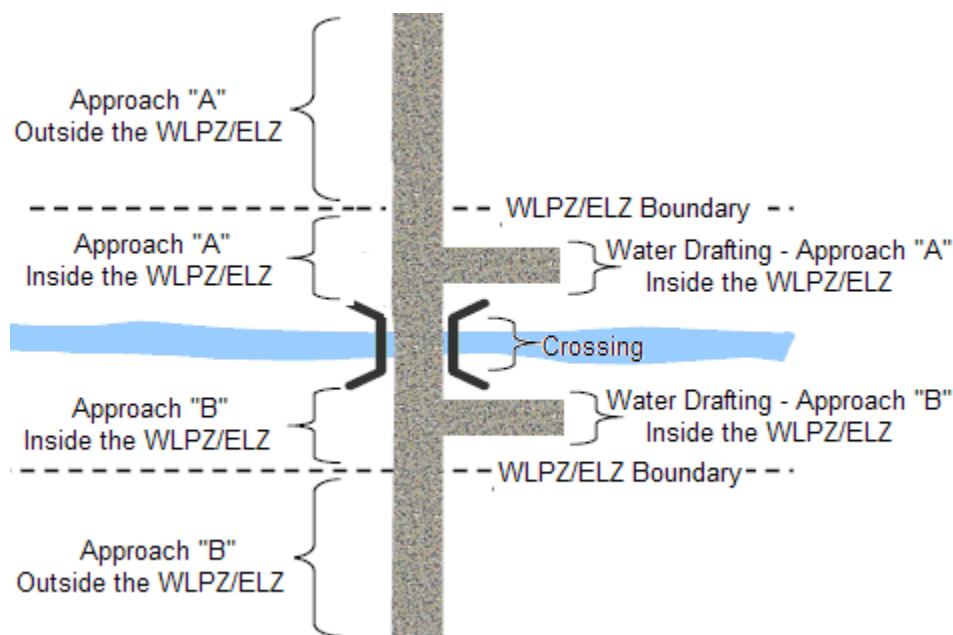 Approach "A"
Outside the WLPZ/ELZ
WLPZ/ELZ Boundary
Approach "A"
Inside the WLPZ/ELZ
Water Drafting - Approach "A"
Inside the WLPZ/ELZ
Crossing
Approach "B"
Inside the WLPZ/ELZ
Water Drafting - Approach "B"
Inside the WLPZ/ELZ
WLPZ/ELZ Boundary
Approach "B"
Outside the WLPZ/ELZ